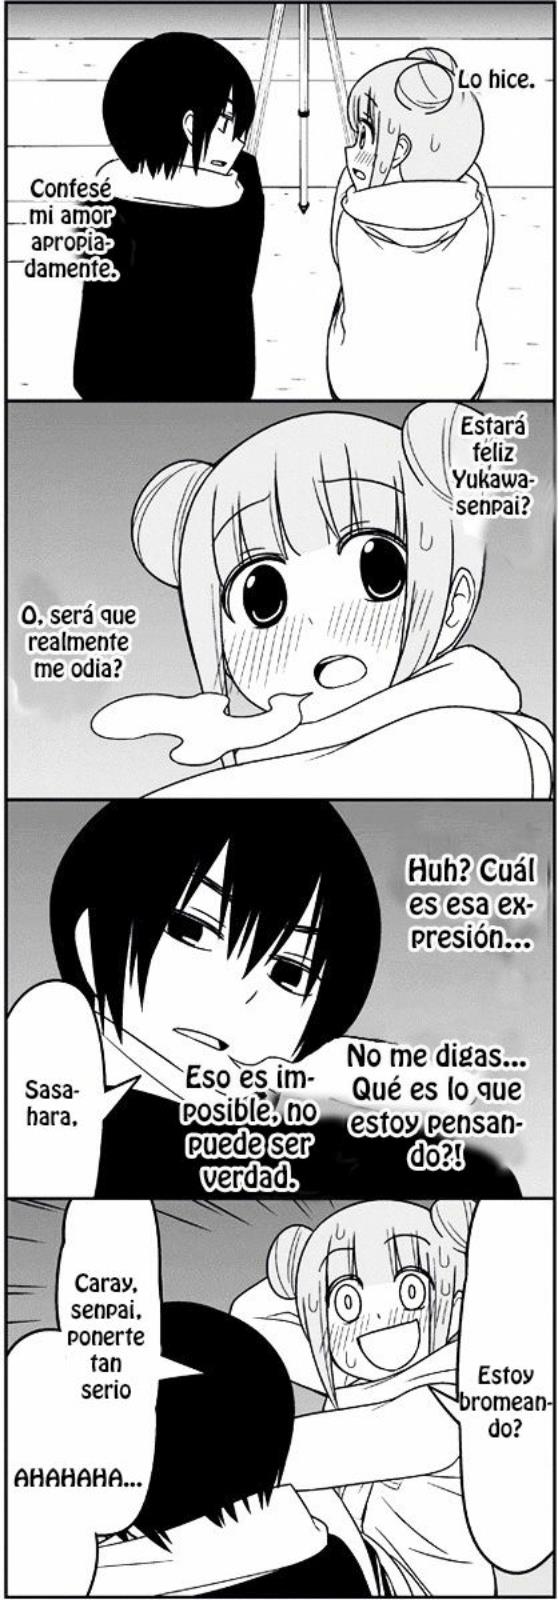 Lo hice.
Confesé
mi amor
apropia-
damente.
Estará
feliz
Yukawa-
senpai?
O, será que
realmente
me odia?
Huh? Cuál
es esa ex-
presión...
No me digas...
Qué es lo que
estoy pensan-
do?!
Eso es im-
posible, no
puede ser
verdad.
Sasa-
hara,
Estoy
bromean-
do?
Caray,
senpai,
ponerte
tan
serio
AHAHAHA...